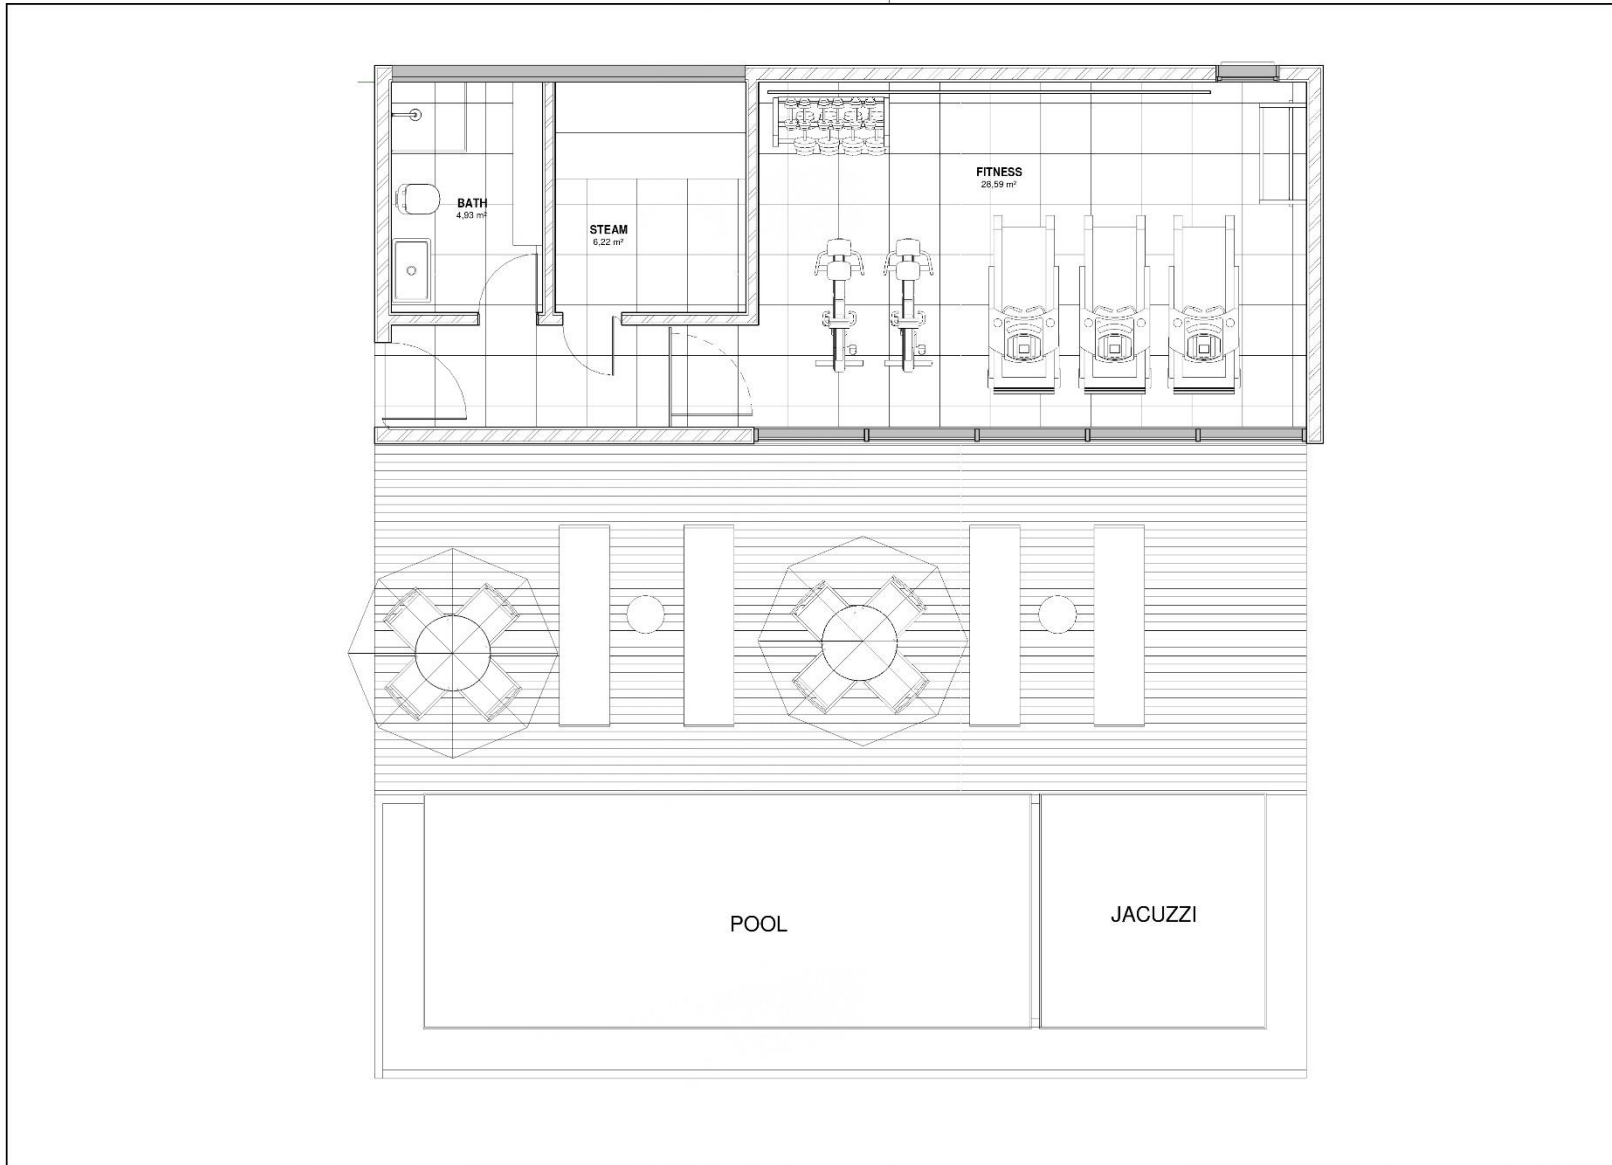 FITNESS
28,59 m²
BATH
4,93 m²
STEAM
6,22 m²
POOL
JACUZZI